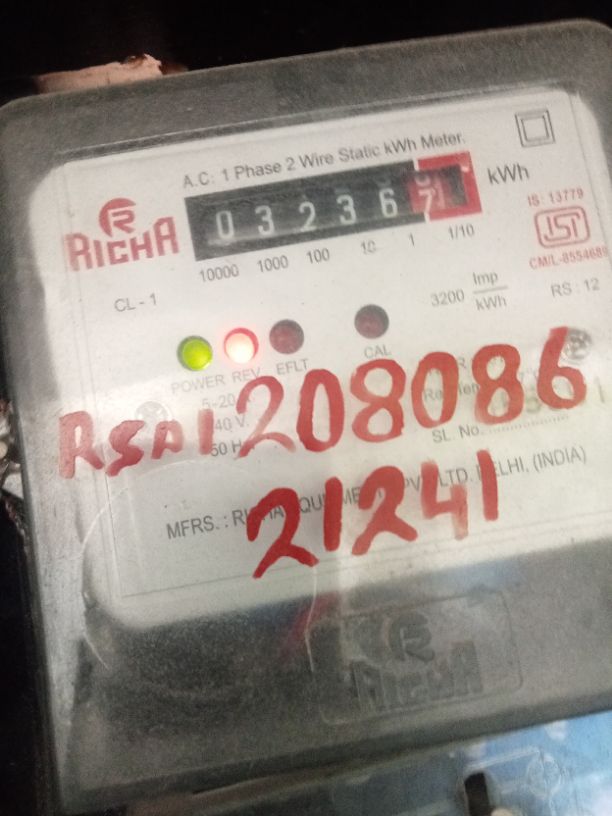 A.C: 1 Phase 2 Wire Static kWh Meter.
0 3 2 3 6 7 kWh
10000 1000 100 10 1 1/10
RICHA
IS: 13779
CM/L-8554689
CL - 1
3200 Imp/kWh
RS : 12
POWER REV EFLT CAL
RSA1208086
SL. No.
21241
MFRS. : LTD. DELHI, (INDIA)
RICHA